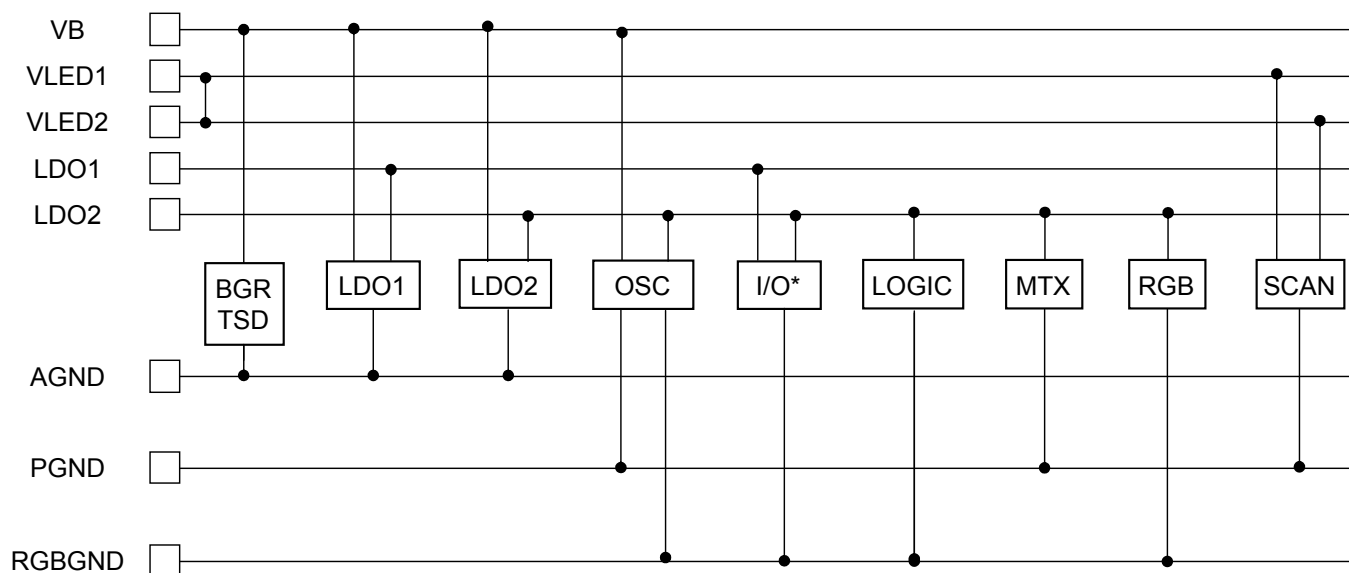 VB
VLED1
VLED2
LDO1
LDO2
BGR
TSD
LDO1
LDO2
OSC
I/O*
LOGIC
MTX
RGB
SCAN
AGND
PGND
RGBGND